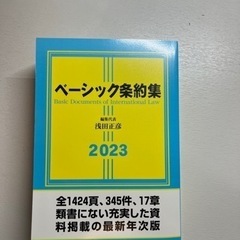 ベーシック条約集
Basic Documents of International Law
編集代表
浅田正彦
2023
全1424頁、345件、17章
類書にない充実した資
料掲載の最新年次版